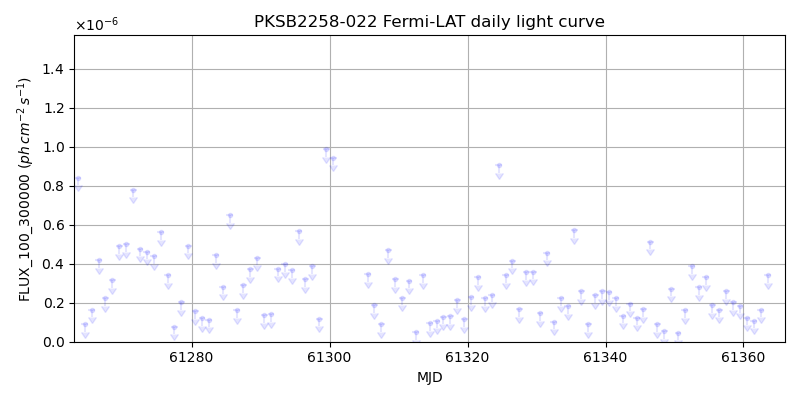 PKSB2258-022 Fermi-LAT daily light curve
×10⁻⁶
FLUX_100_300000 (ph cm⁻² s⁻¹)
1.4
1.2
1.0
0.8
0.6
0.4
0.2
0.0
61280 61300 61320 61340 61360
MJD